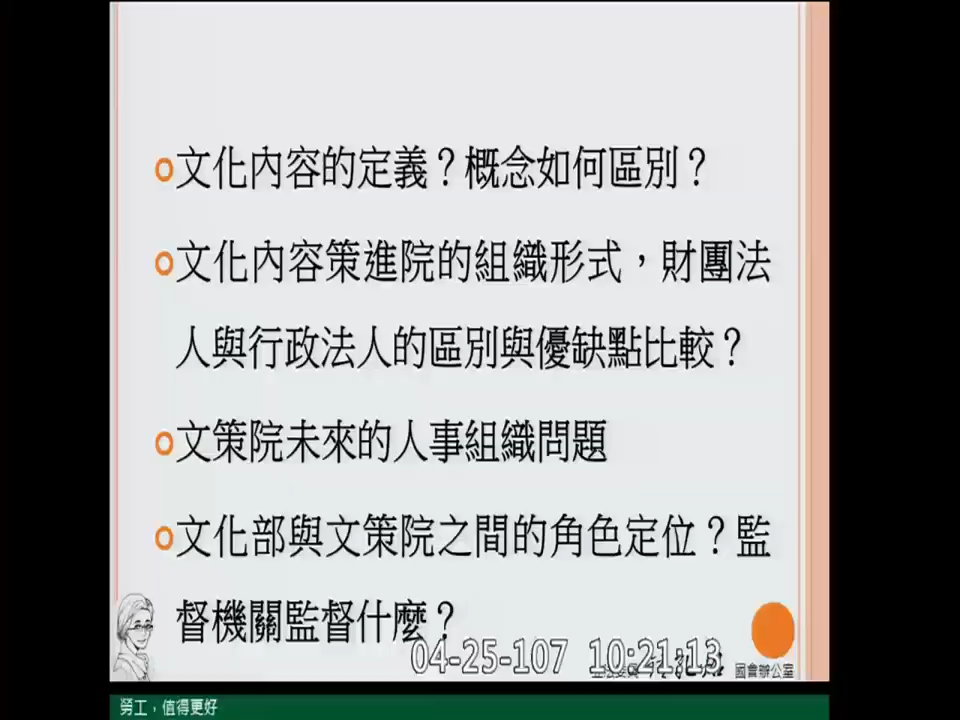 文化內容的定義？概念如何區別？
文化內容策進院的組織形式，財團法
人與行政法人的區別與優缺點比較？
文策院未來的人事組織問題
文化部與文策院之間的角色定位？監
督機關監督什麼？
04-25-107 10:21:13
國會辦公室
勞工，值得更好